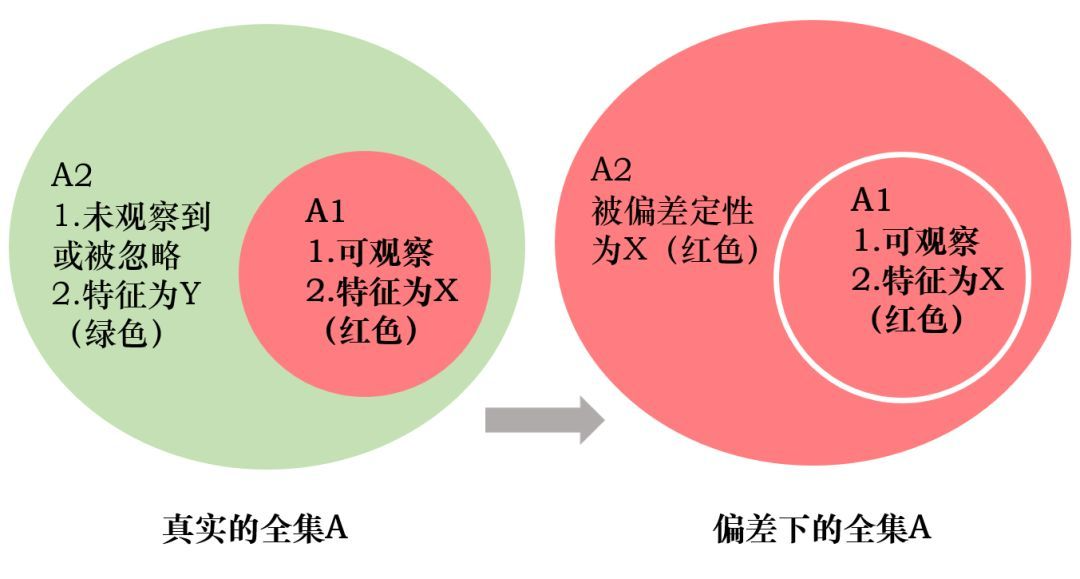 A2
1.未观察到
或被忽略
2.特征为Y
（绿色）
A1
1.可观察
2.特征为X
（红色）
A2
被偏差定性
为X（红色）
A1
1.可观察
2.特征为X
（红色）
真实的全集A
偏差下的全集A